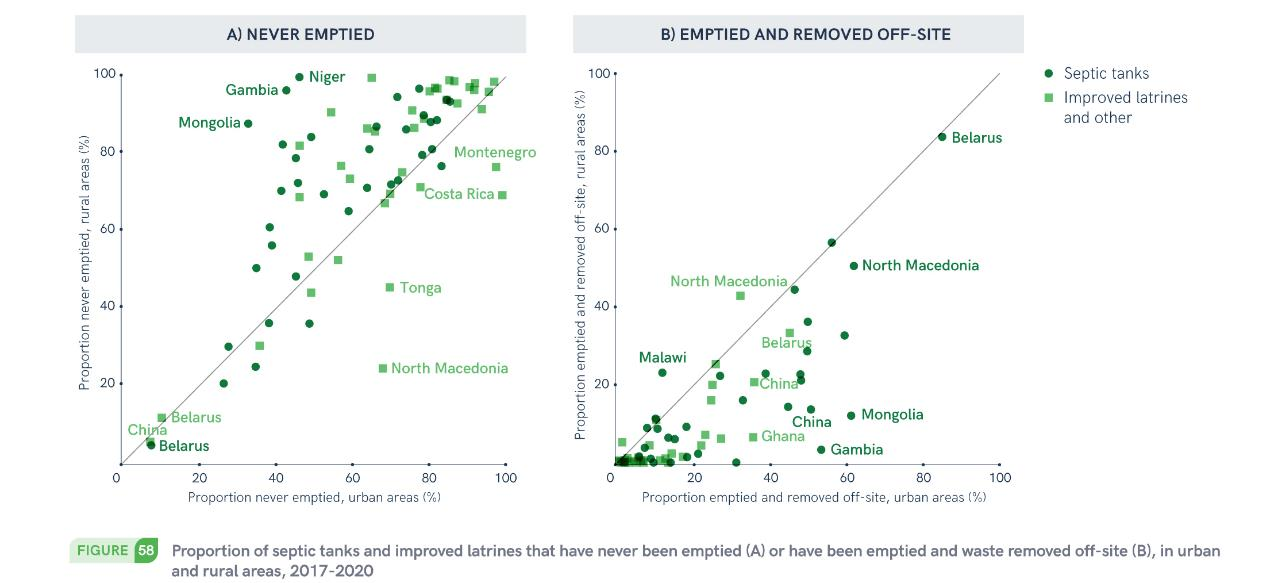 A) NEVER EMPTIED
B) EMPTIED AND REMOVED OFF-SITE
Septic tanks
Improved latrines
and other
Proportion never emptied, rural areas (%)
100
80
60
40
20
0
20
40
60
80
100
Proportion never emptied, urban areas (%)
Niger
Gambia
Mongolia
Montenegro
Costa Rica
Tonga
North Macedonia
Belarus
China
Belarus
Proportion emptied and removed off-site, rural areas (%)
100
80
60
40
20
0
20
40
60
80
100
Proportion emptied and removed off-site, urban areas (%)
Belarus
North Macedonia
North Macedonia
Belarus
Malawi
China
China
Mongolia
Ghana
Gambia
FIGURE 58
Proportion of septic tanks and improved latrines that have never been emptied (A) or have been emptied and waste removed off-site (B), in urban
and rural areas, 2017-2020